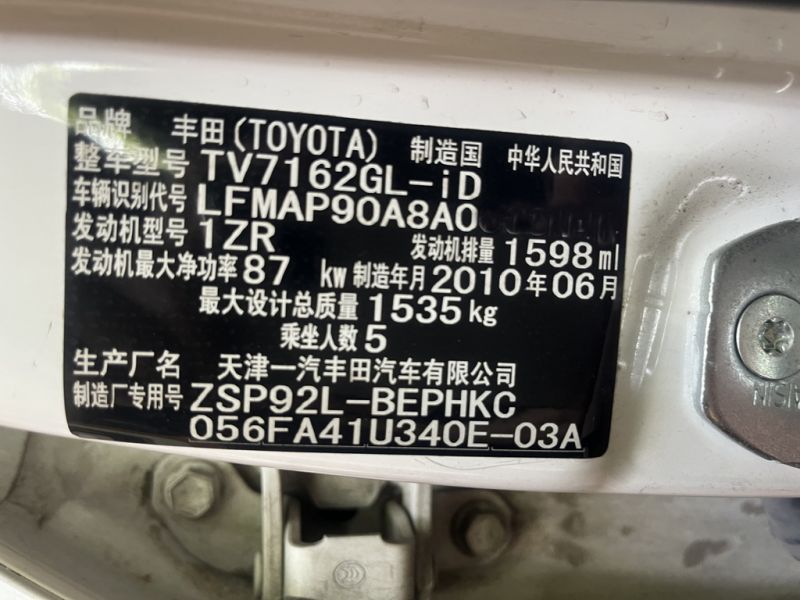 品牌 丰田(TOYOTA) 制造国 中华人民共和国
整车型号 TV7162GL-iD
车辆识别代号 LFMAP90A8A0
发动机型号 1ZR 发动机排量 1598ml
发动机最大净功率 87 kw 制造年月 2010年06月
最大设计总质量 1535kg
乘坐人数 5
生产厂名 天津一汽丰田汽车有限公司
制造厂专用号 ZSP92L-BEPHKC
056FA41U340E-03A